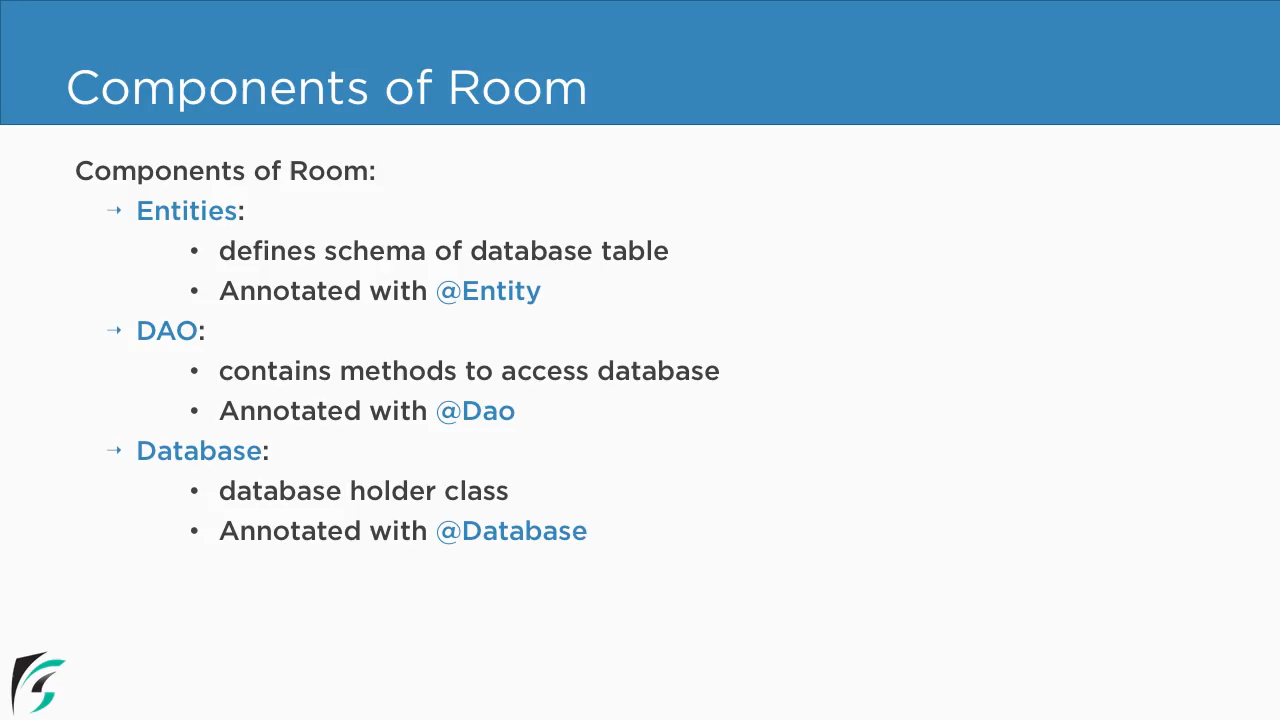 Components of Room
Components of Room:
➝ Entities:
• defines schema of database table
• Annotated with @Entity
➝ DAO:
• contains methods to access database
• Annotated with @Dao
➝ Database:
• database holder class
• Annotated with @Database